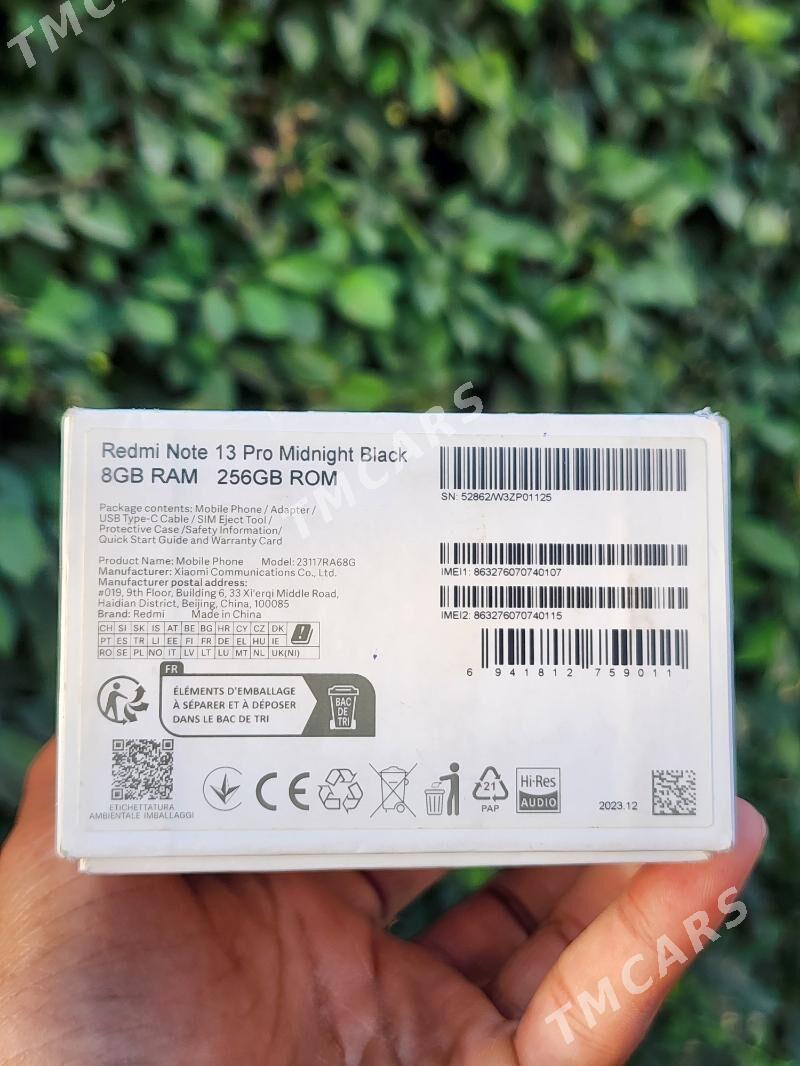 TMCARS
TMCARS
Redmi Note 13 Pro Midnight Black
8GB RAM 256GB ROM
Package contents: Mobile Phone / Adapter /
USB Type-C Cable / SIM Eject Tool /
Protective Case /Safety Information/
Quick Start Guide and Warranty Card
Product Name: Mobile Phone Model: 23117RA68G
Manufacturer: Xiaomi Communications Co., Ltd.
Manufacturer postal address:
#019, 9th Floor, Building 6, 33 Xi'erqi Middle Road,
Haidian District, Beijing, China, 100085
Brand: Redmi Made in China
CH SI SK IS AT BE BG HR CY CZ DK
PT ES TR LI EE FI FR DE EL HU IE
RO SE PL NO IT LV LT LU MT NL UK(NI)
SN: 52862/W3ZP01125
IMEI1: 863276070740107
IMEI2: 863276070740115
6 941812 759011
FR
ÉLÉMENTS D'EMBALLAGE
À SÉPARER ET À DÉPOSER
DANS LE BAC DE TRI
BAC
DE
TRI
ETICHETTATURA
AMBIENTALE IMBALLAGGI
CE
21
PAP
Hi-Res
AUDIO
2023.12
TMCARS